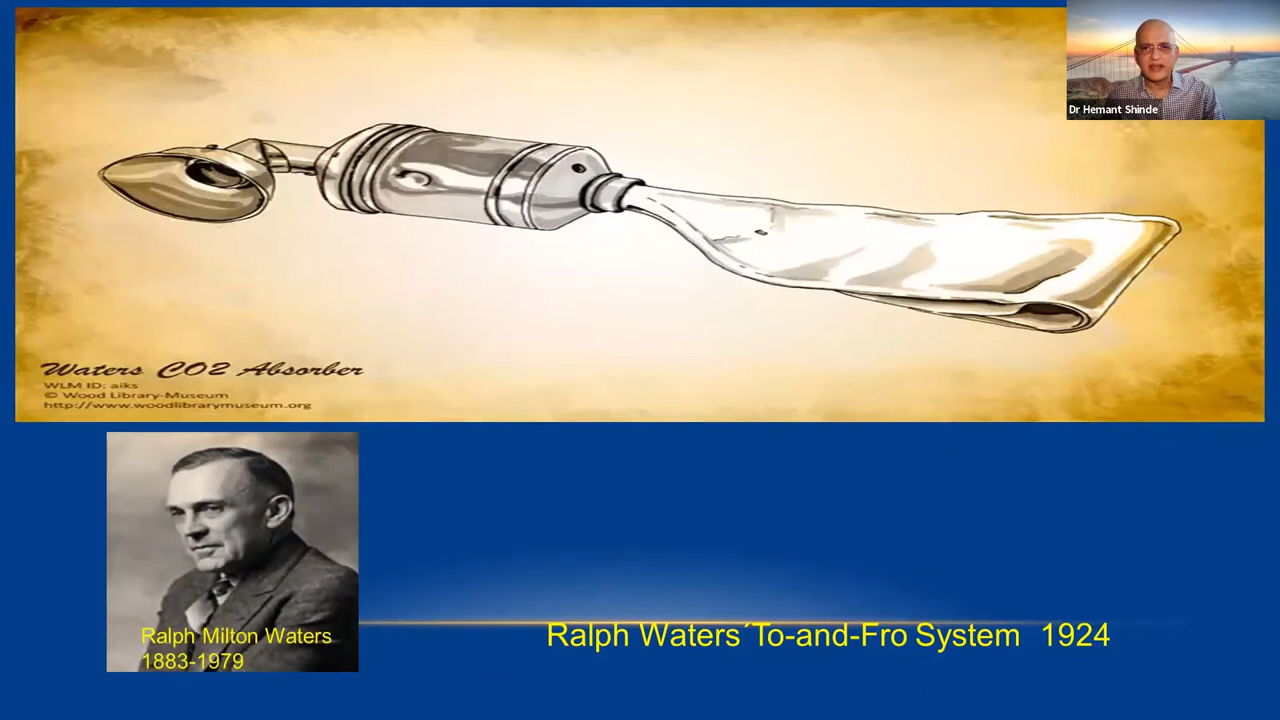 Dr Hemant Shinde
Waters CO2 Absorber
WLM ID: aiks
© Wood Library-Museum
http://www.woodlibrarymuseum.org
Ralph Milton Waters
1883-1979
Ralph Waters´To-and-Fro System 1924